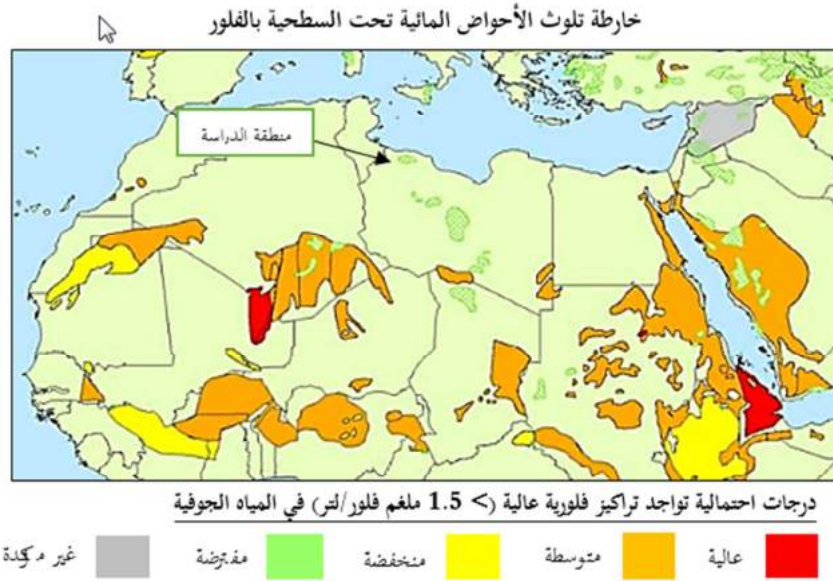 خارطة تلوث الأحواض المائية تحت السطحية بالفلور
منطقة الدراسة
درجات احتمالية تواجد تراكيز فلورية عالية (> 1.5 ملغم فلور/لتر) في المياه الجوفية
عالية متوسطة منخفضة مفترضة غير مؤكدة